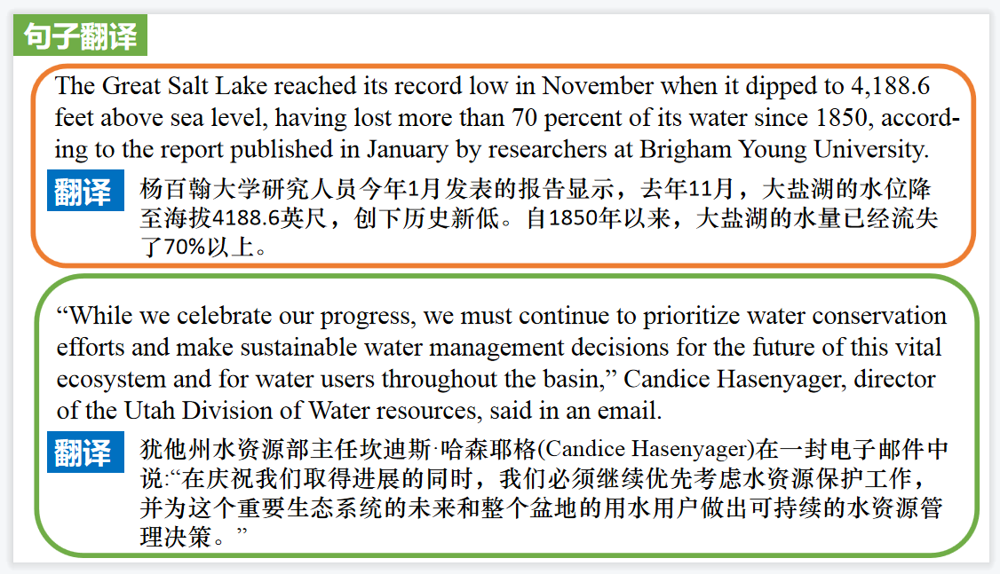 句子翻译
The Great Salt Lake reached its record low in November when it dipped to 4,188.6
feet above sea level, having lost more than 70 percent of its water since 1850, accord-
ing to the report published in January by researchers at Brigham Young University.
翻译
杨百翰大学研究人员今年1月发表的报告显示，去年11月，大盐湖的水位降
至海拔4188.6英尺，创下历史新低。自1850年以来，大盐湖的水量已经流失
了70%以上。
“While we celebrate our progress, we must continue to prioritize water conservation
efforts and make sustainable water management decisions for the future of this vital
ecosystem and for water users throughout the basin,” Candice Hasenyager, director
of the Utah Division of Water resources, said in an email.
翻译
犹他州水资源部主任坎迪斯·哈森耶格(Candice Hasenyager)在一封电子邮件中
说:“在庆祝我们取得进展的同时，我们必须继续优先考虑水资源保护工作，
并为这个重要生态系统的未来和整个盆地的用水用户做出可持续的水资源管
理决策。”